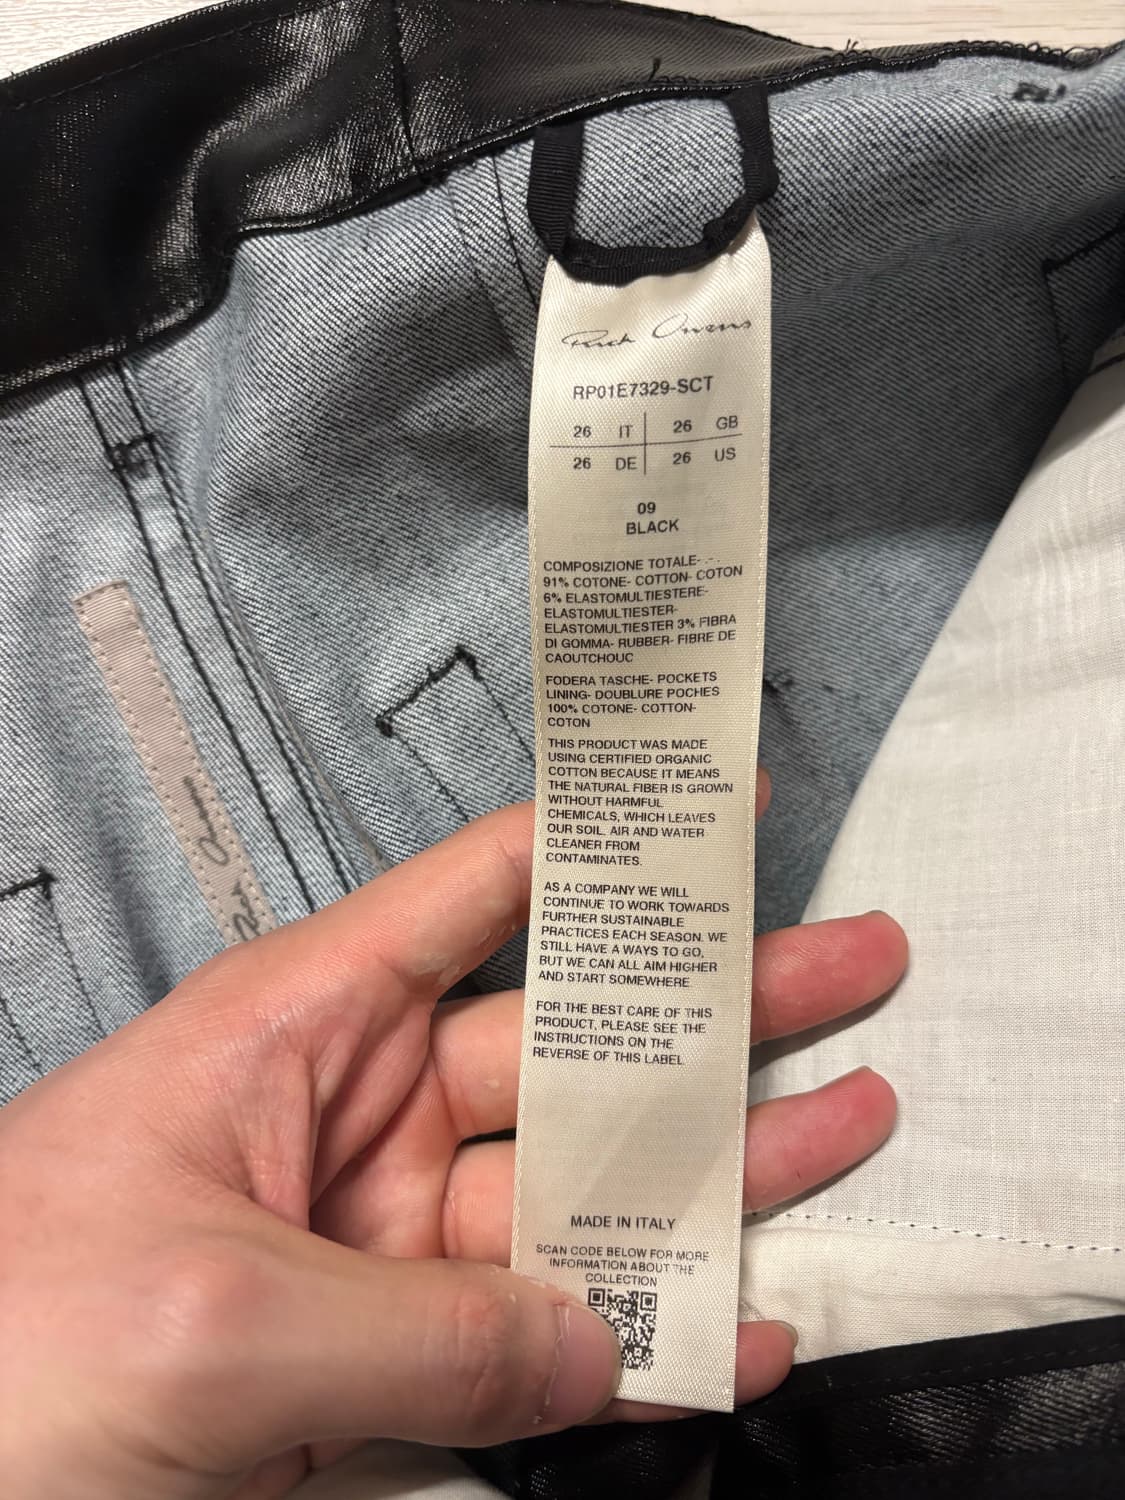 Rick Owens
RP01E7329-SCT
26 IT 26 GB
26 DE 26 US
09
BLACK
COMPOSIZIONE TOTALE- - -
91% COTONE- COTTON- COTON
6% ELASTOMULTIESTERE-
ELASTOMULTIESTER-
ELASTOMULTIESTER 3% FIBRA
DI GOMMA- RUBBER- FIBRE DE
CAOUTCHOUC
FODERA TASCHE- POCKETS
LINING- DOUBLURE POCHES
100% COTONE- COTTON-
COTON
THIS PRODUCT WAS MADE
USING CERTIFIED ORGANIC
COTTON BECAUSE IT MEANS
THE NATURAL FIBER IS GROWN
WITHOUT HARMFUL
CHEMICALS, WHICH LEAVES
OUR SOIL, AIR AND WATER
CLEANER FROM
CONTAMINATES.
AS A COMPANY WE WILL
CONTINUE TO WORK TOWARDS
FURTHER SUSTAINABLE
PRACTICES EACH SEASON. WE
STILL HAVE A WAYS TO GO,
BUT WE CAN ALL AIM HIGHER
AND START SOMEWHERE.
FOR THE BEST CARE OF THIS
PRODUCT, PLEASE SEE THE
INSTRUCTIONS ON THE
REVERSE OF THIS LABEL.
MADE IN ITALY
SCAN CODE BELOW FOR MORE
INFORMATION ABOUT THE
COLLECTION
Rick Owens